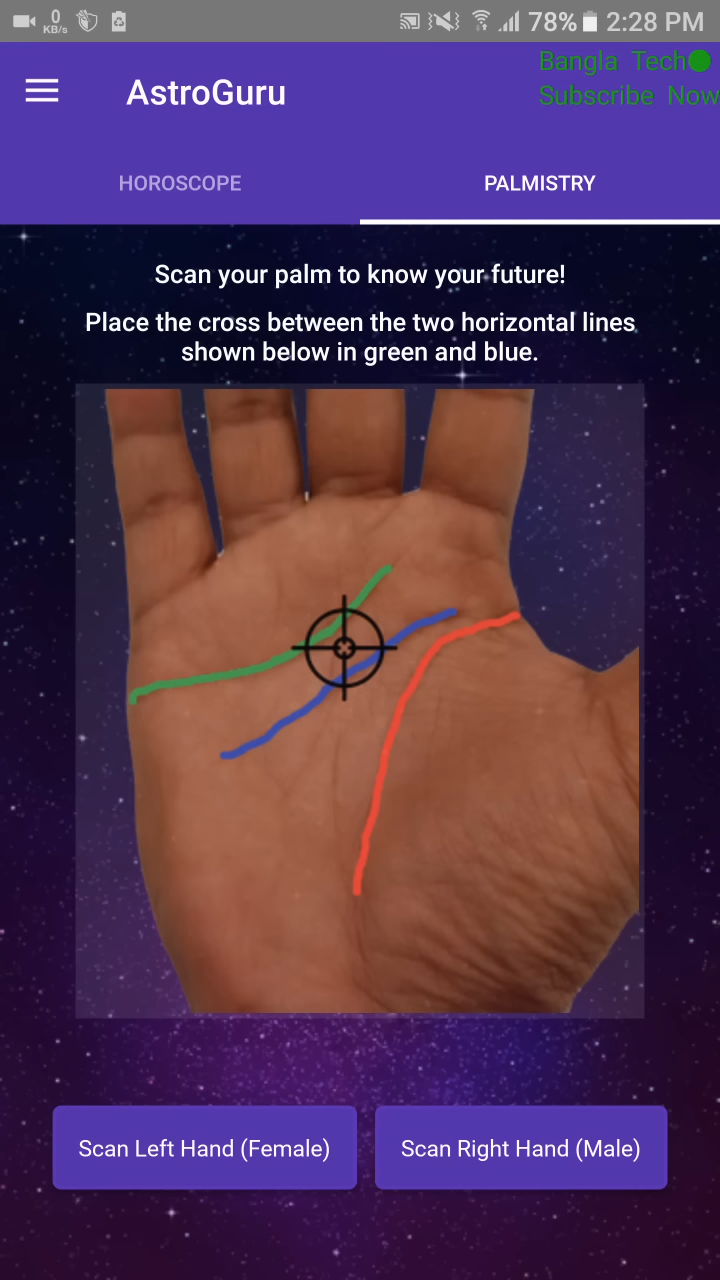 0
KB/s
78% 2:28 PM
Bangla Tech
AstroGuru
Subscribe Now
HOROSCOPE
PALMISTRY
Scan your palm to know your future!
Place the cross between the two horizontal lines
shown below in green and blue.
Scan Left Hand (Female)
Scan Right Hand (Male)